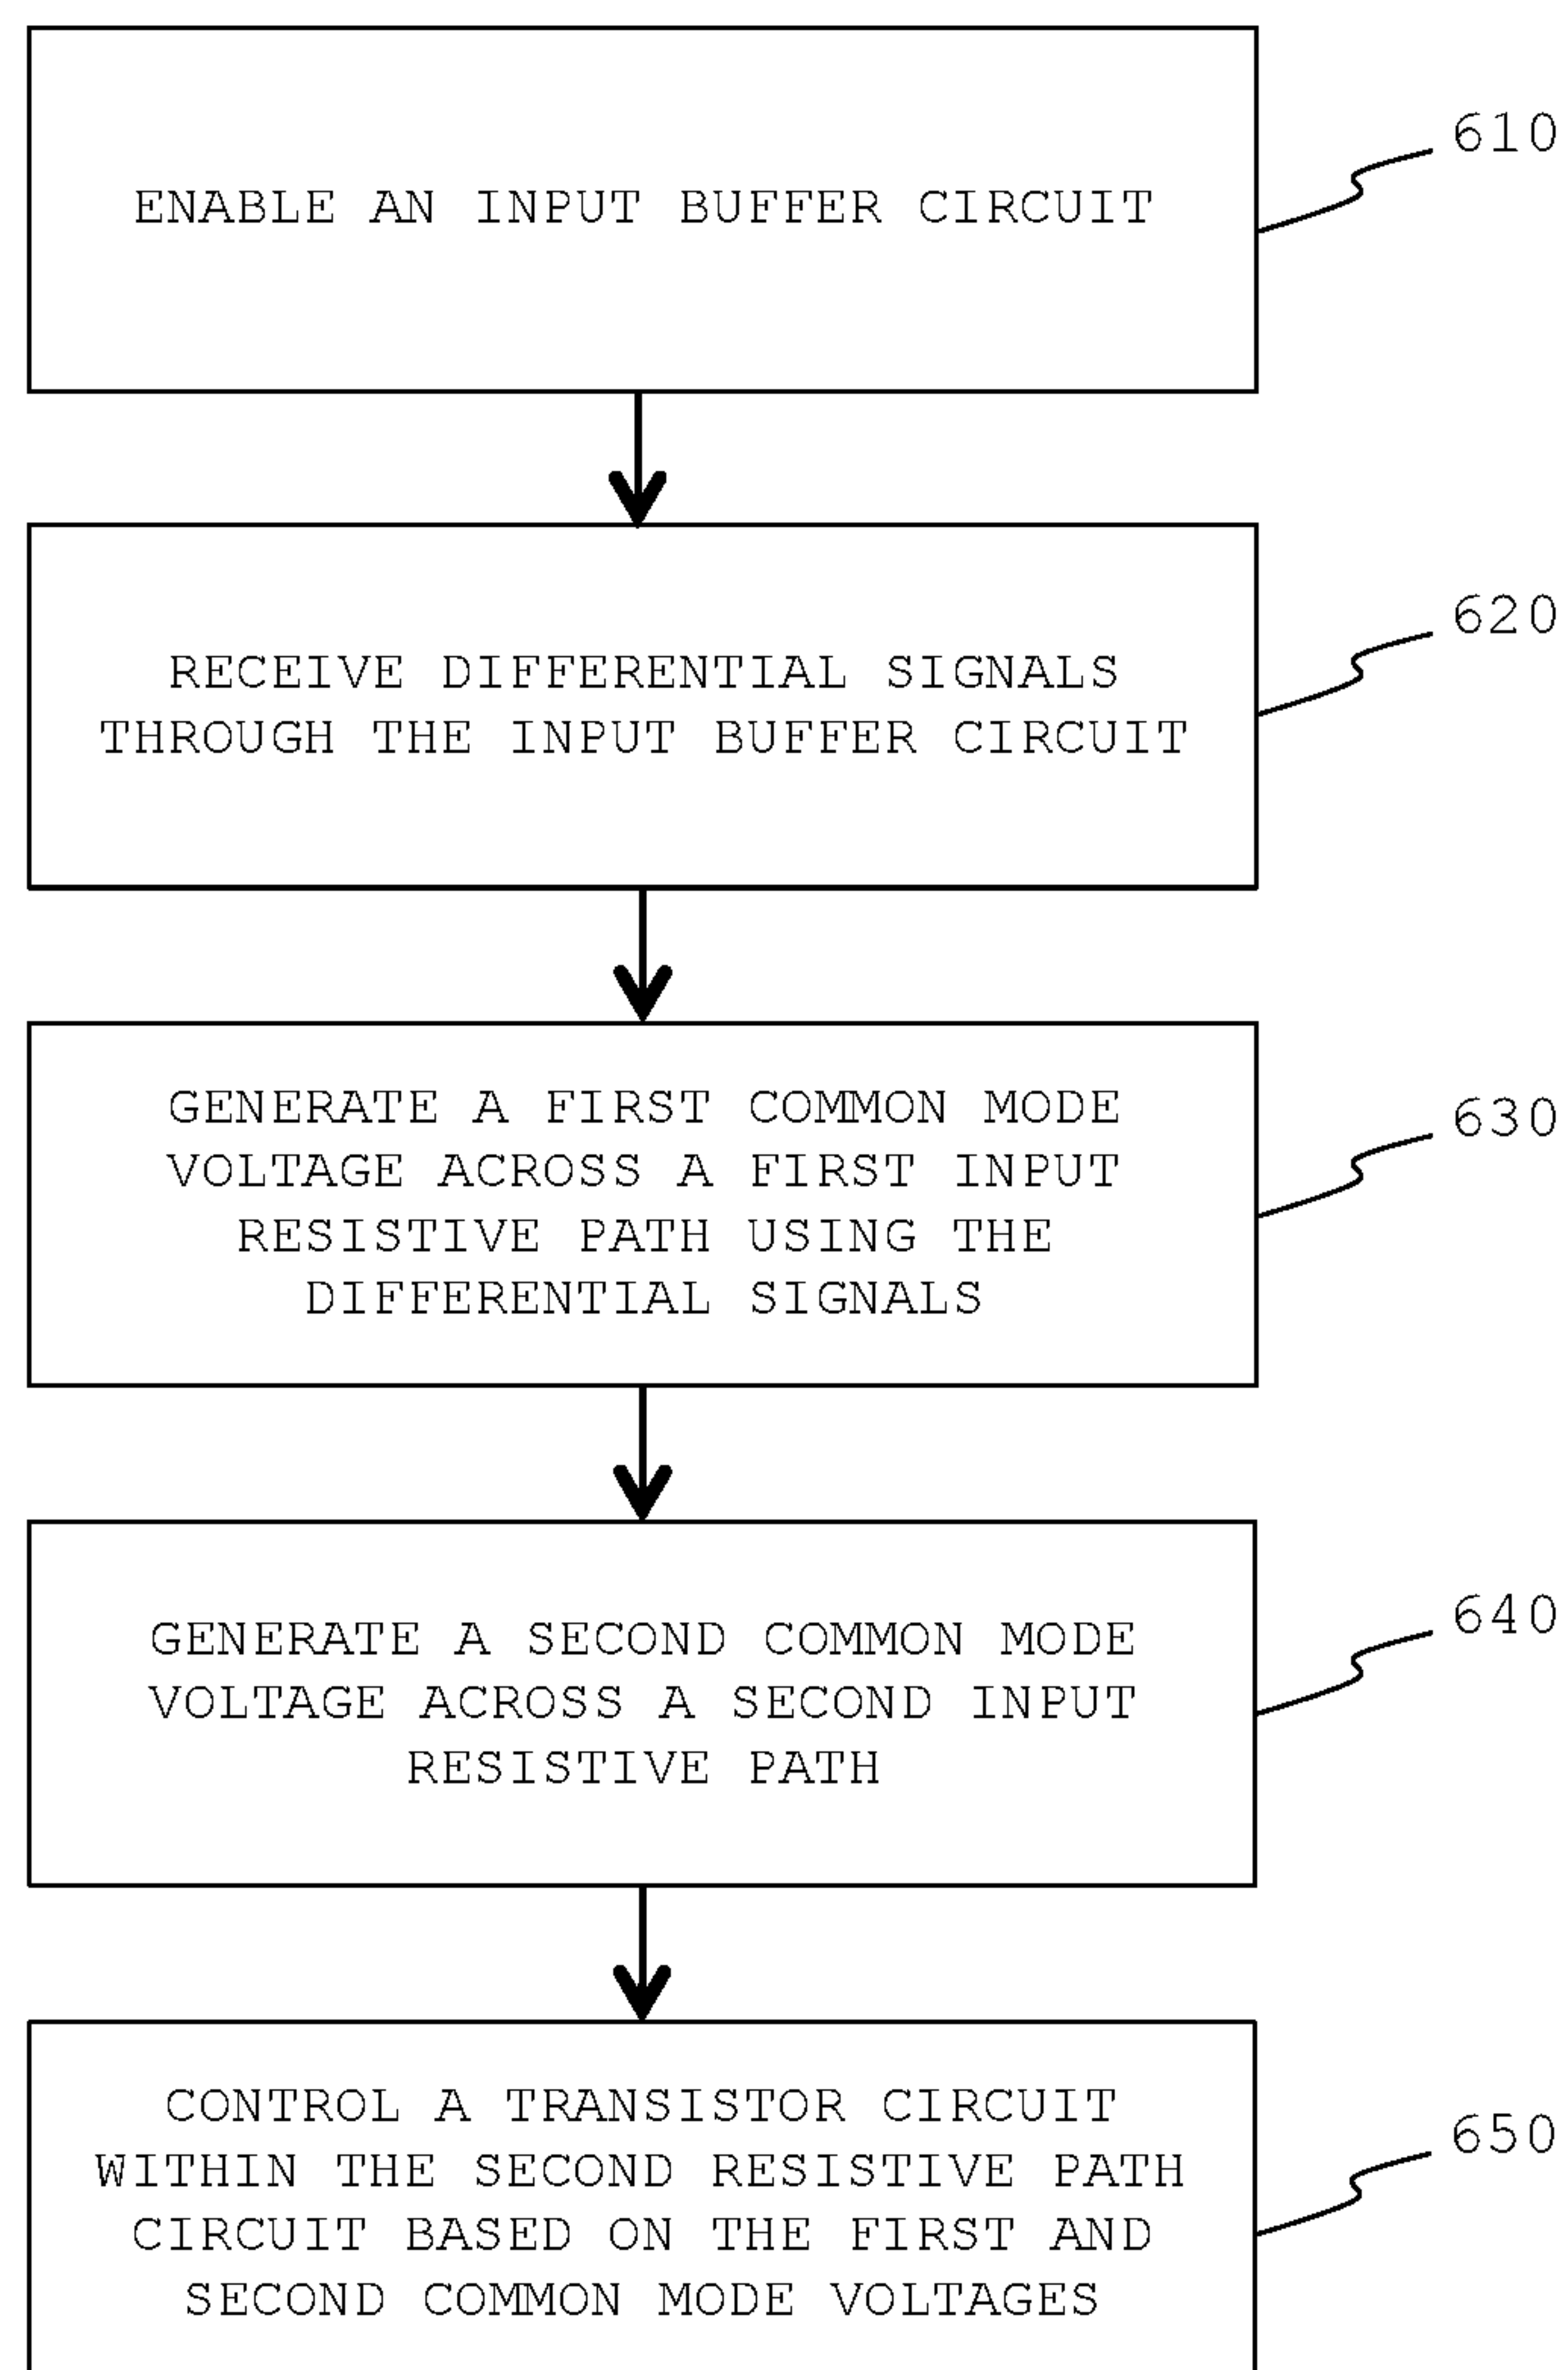 610
ENABLE AN INPUT BUFFER CIRCUIT
620
RECEIVE DIFFERENTIAL SIGNALS
THROUGH THE INPUT BUFFER CIRCUIT
630
GENERATE A FIRST COMMON MODE
VOLTAGE ACROSS A FIRST INPUT
RESISTIVE PATH USING THE
DIFFERENTIAL SIGNALS
640
GENERATE A SECOND COMMON MODE
VOLTAGE ACROSS A SECOND INPUT
RESISTIVE PATH
650
CONTROL A TRANSISTOR CIRCUIT
WITHIN THE SECOND RESISTIVE PATH
CIRCUIT BASED ON THE FIRST AND
SECOND COMMON MODE VOLTAGES